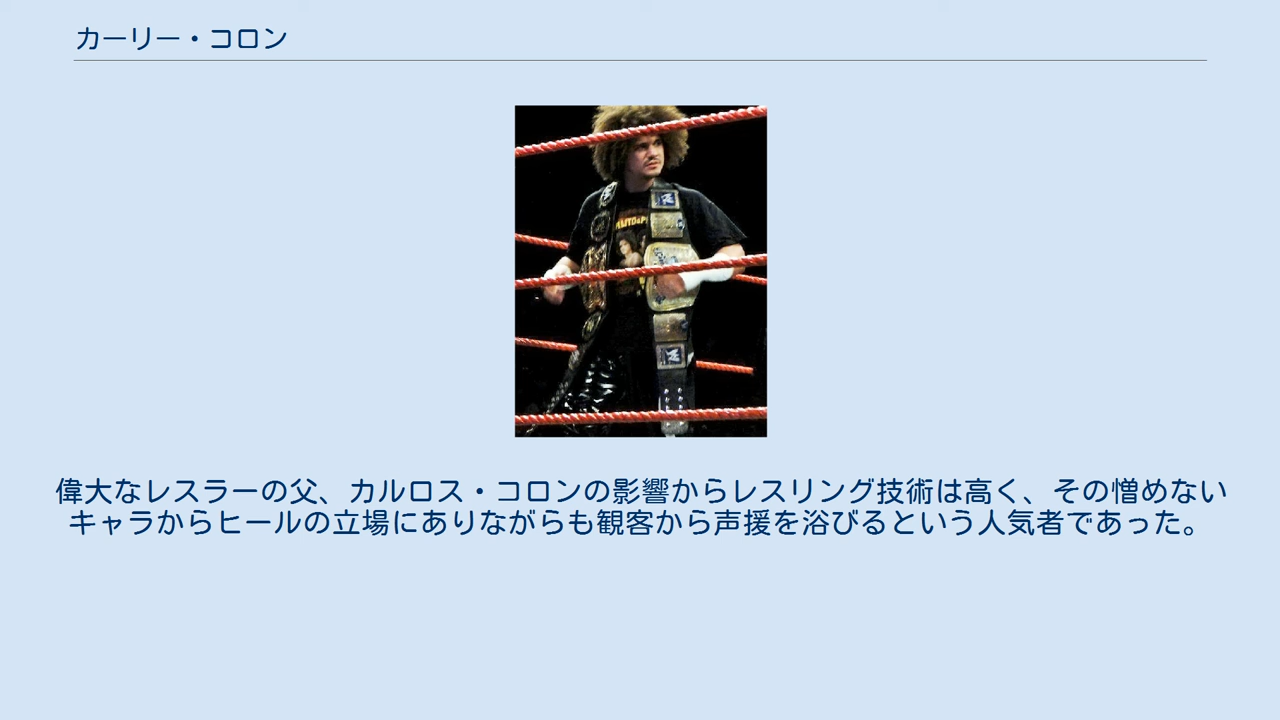 カーリー・コロン
偉大なレスラーの父、カルロス・コロンの影響からレスリング技術は高く、その憎めない
キャラからヒールの立場にありながらも観客から声援を浴びるという人気者であった。